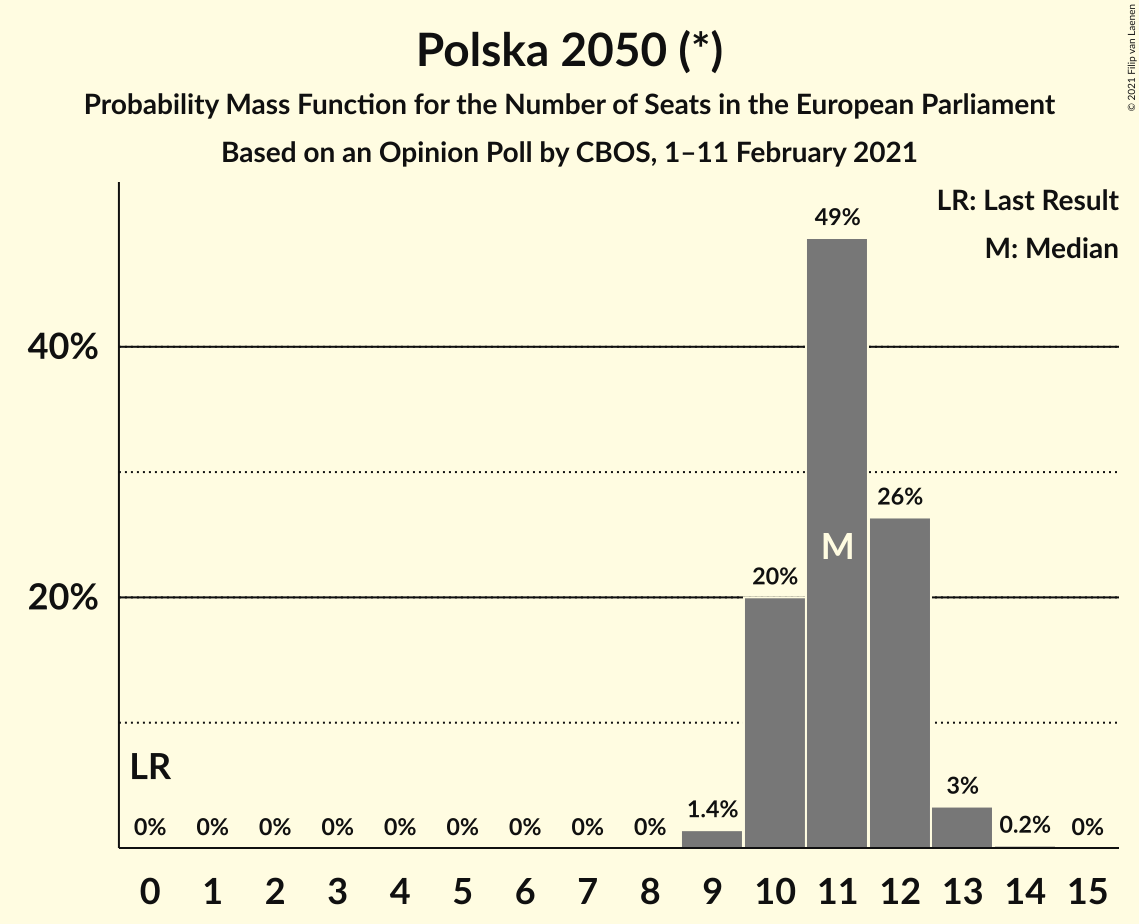 Polska 2050 (*)
Probability Mass Function for the Number of Seats in the European Parliament
Based on an Opinion Poll by CBOS, 1–11 February 2021
© 2021 Filip van Laenen
LR: Last Result
M: Median
49%
40%
26%
M
20%
20%
LR
3%
1.4%
0% 0% 0% 0% 0% 0% 0% 0% 0% 0.2% 0%
0 1 2 3 4 5 6 7 8 9 10 11 12 13 14 15